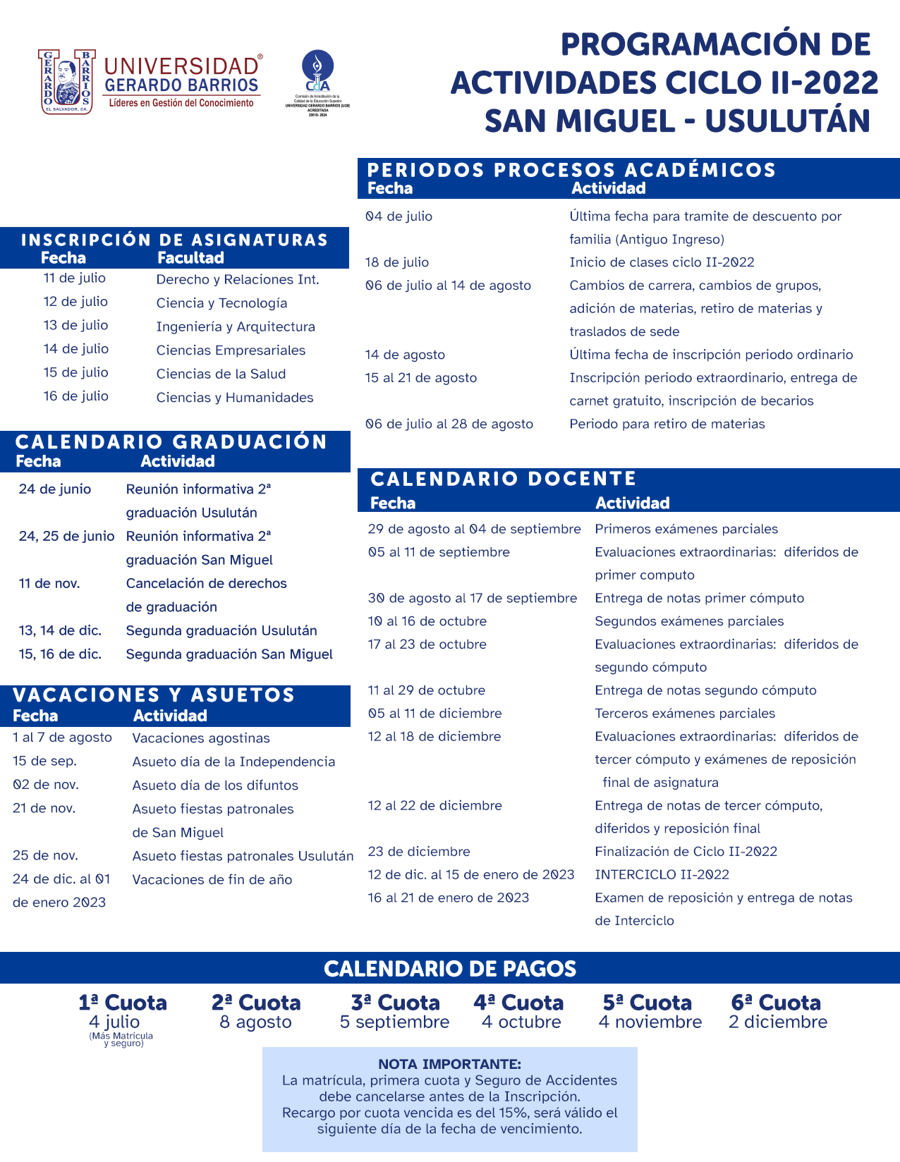 GERARDO
BARRIOS
EL SALVADOR, CA.
UNIVERSIDAD®
GERARDO BARRIOS
Líderes en Gestión del Conocimiento
CdA
Comisión de Acreditación de la
Calidad de la Educación Superior
UNIVERSIDAD GERARDO BARRIOS (UGB)
ACREDITADA
PROGRAMACIÓN DE
ACTIVIDADES CICLO II-2022
SAN MIGUEL - USULUTÁN
INSCRIPCIÓN DE ASIGNATURAS
Fecha Facultad
11 de julio Derecho y Relaciones Int.
12 de julio Ciencia y Tecnología
13 de julio Ingeniería y Arquitectura
14 de julio Ciencias Empresariales
15 de julio Ciencias de la Salud
16 de julio Ciencias y Humanidades
CALENDARIO GRADUACIÓN
Fecha Actividad
24 de junio Reunión informativa 2ª
graduación Usulután
24, 25 de junio Reunión informativa 2ª
graduación San Miguel
11 de nov. Cancelación de derechos
de graduación
13, 14 de dic. Segunda graduación Usulután
15, 16 de dic. Segunda graduación San Miguel
VACACIONES Y ASUETOS
Fecha Actividad
1 al 7 de agosto Vacaciones agostinas
15 de sep. Asueto día de la Independencia
02 de nov. Asueto día de los difuntos
21 de nov. Asueto fiestas patronales
de San Miguel
25 de nov. Asueto fiestas patronales Usulután
24 de dic. al 01 Vacaciones de fin de año
de enero 2023
PERIODOS PROCESOS ACADÉMICOS
Fecha Actividad
04 de julio Última fecha para tramite de descuento por
familia (Antiguo Ingreso)
18 de julio Inicio de clases ciclo II-2022
06 de julio al 14 de agosto Cambios de carrera, cambios de grupos,
adición de materias, retiro de materias y
traslados de sede
14 de agosto Última fecha de inscripción periodo ordinario
15 al 21 de agosto Inscripción periodo extraordinario, entrega de
carnet gratuito, inscripción de becarios
06 de julio al 28 de agosto Periodo para retiro de materias
CALENDARIO DOCENTE
Fecha Actividad
29 de agosto al 04 de septiembre Primeros exámenes parciales
05 al 11 de septiembre Evaluaciones extraordinarias: diferidos de
primer computo
30 de agosto al 17 de septiembre Entrega de notas primer cómputo
10 al 16 de octubre Segundos exámenes parciales
17 al 23 de octubre Evaluaciones extraordinarias: diferidos de
segundo cómputo
11 al 29 de octubre Entrega de notas segundo cómputo
05 al 11 de diciembre Terceros exámenes parciales
12 al 18 de diciembre Evaluaciones extraordinarias: diferidos de
tercer cómputo y exámenes de reposición
final de asignatura
12 al 22 de diciembre Entrega de notas de tercer cómputo,
diferidos y reposición final
23 de diciembre Finalización de Ciclo II-2022
12 de dic. al 15 de enero de 2023 INTERCICLO II-2022
16 al 21 de enero de 2023 Examen de reposición y entrega de notas
de Interciclo
CALENDARIO DE PAGOS
1ª Cuota 2ª Cuota 3ª Cuota 4ª Cuota 5ª Cuota 6ª Cuota
4 julio 8 agosto 5 septiembre 4 octubre 4 noviembre 2 diciembre
(Más Matricula
y seguro)
NOTA IMPORTANTE:
La matrícula, primera cuota y Seguro de Accidentes
debe cancelarse antes de la Inscripción.
Recargo por cuota vencida es del 15%, será válido el
siguiente día de la fecha de vencimiento.